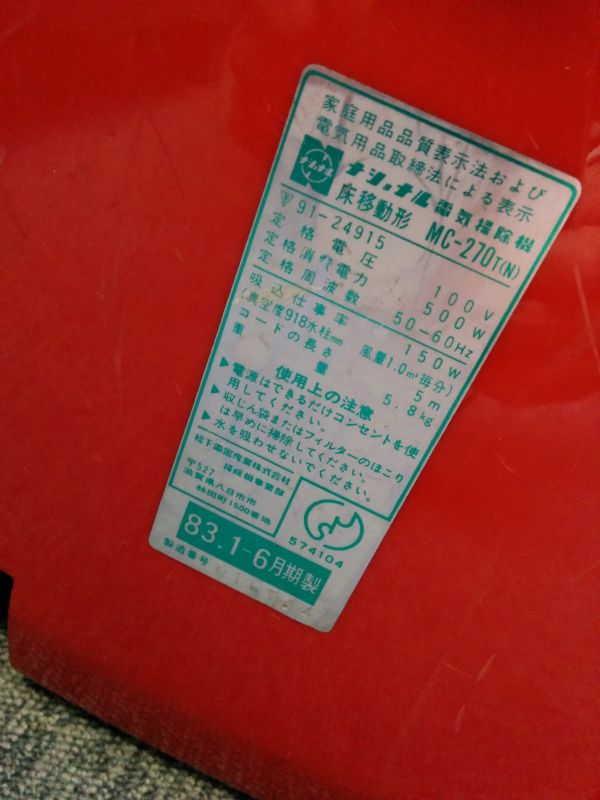 家庭用品品質表示法および
電気用品取締法による表示
ナショナル
ナショナル電気掃除機
床移動形 MC-270T(N)
〒91-24915
定格電圧 100V
定格消費電力 500W
定格周波数 50-60Hz
吸込仕事率 150W
(真空度918水柱mm 風量1.0m³毎分)
コードの長さ 5m
重量 5.8kg
使用上の注意
▶電源はできるだけコンセントを使
用してください。
▶収じん袋またはフィルターのほこり
は早めに掃除してください。
▶水を吸わせないでください。
松下電器産業株式会社
掃除機事業部
〒527
滋賀県八日市市
林田町1500番地
574104
83.1-6月期製
製造番号